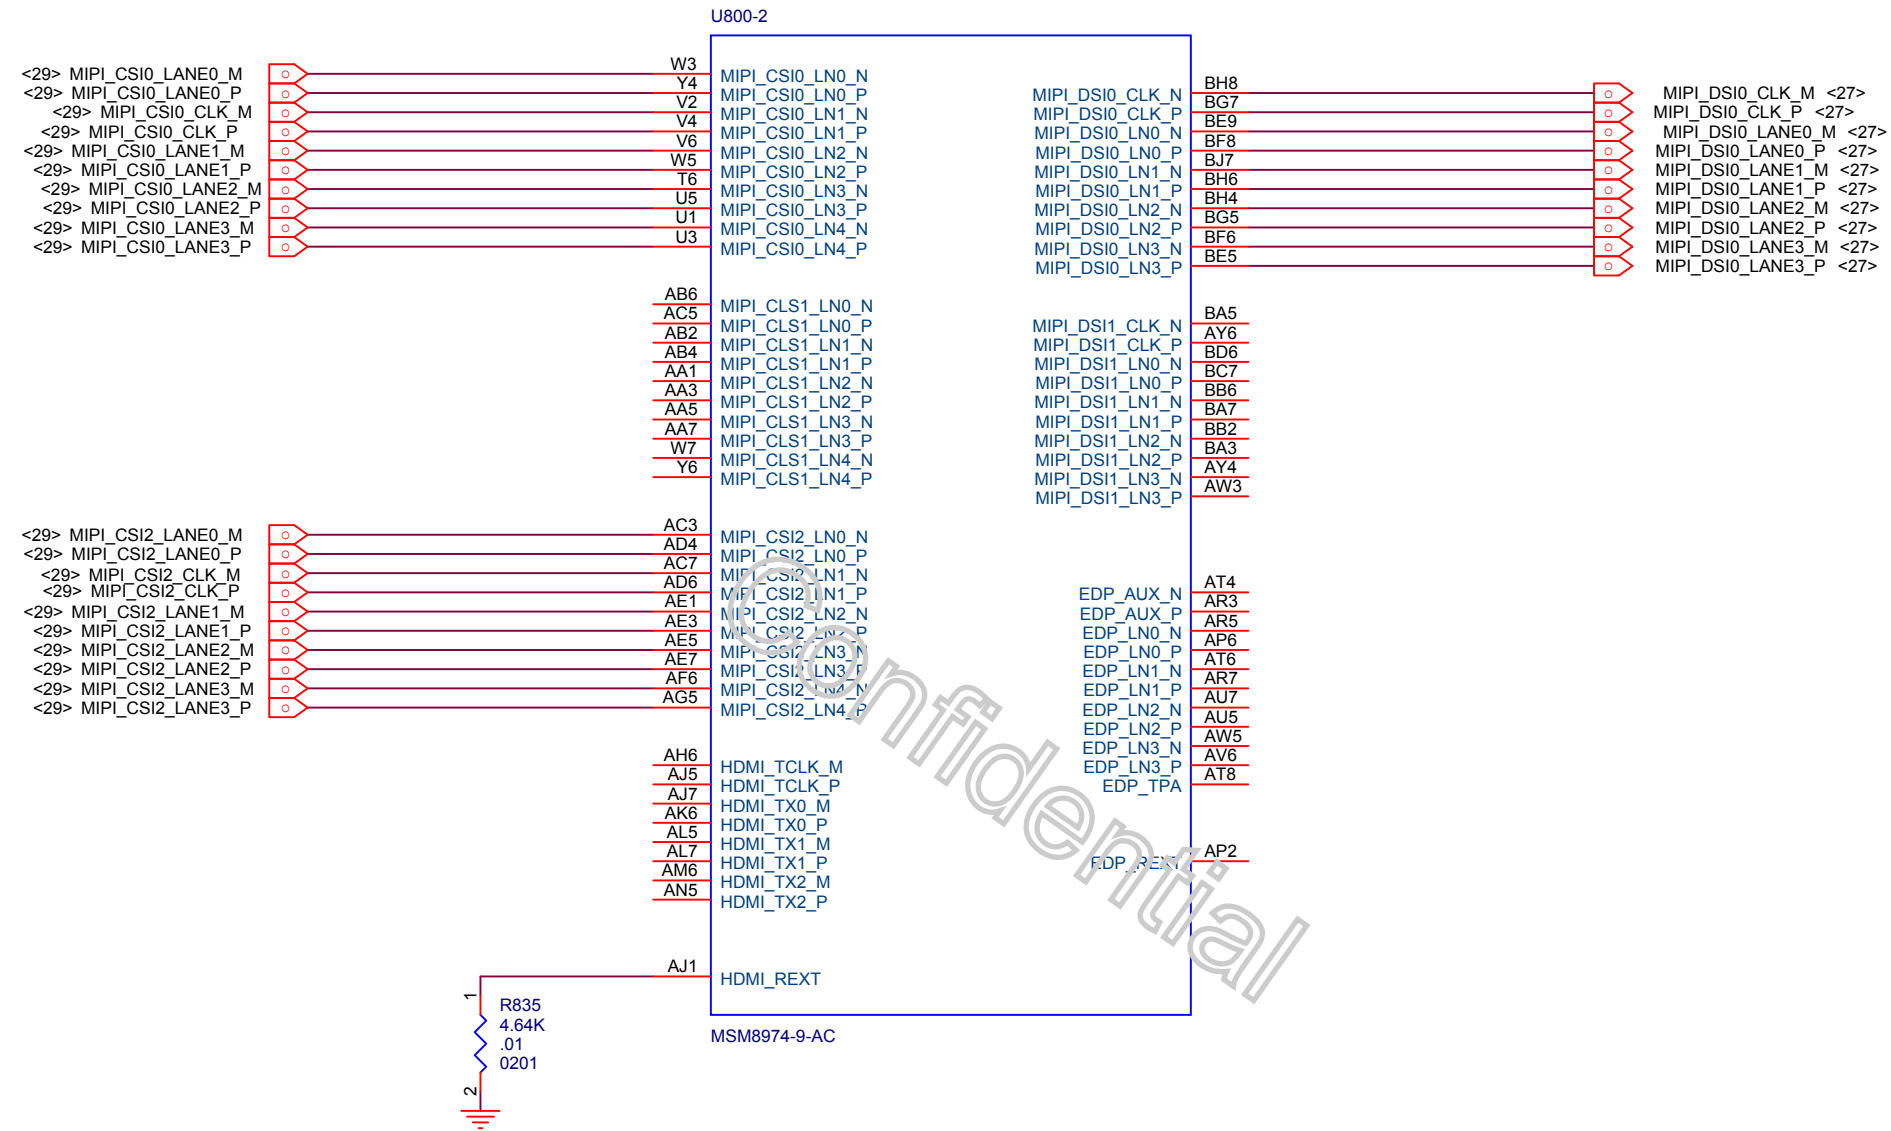 U800-2
<29> MIPI_CSI0_LANE0_M W3 MIPI_CSI0_LN0_N
<29> MIPI_CSI0_LANE0_P Y4 MIPI_CSI0_LN0_P
<29> MIPI_CSI0_CLK_M V2 MIPI_CSI0_LN1_N
<29> MIPI_CSI0_CLK_P V4 MIPI_CSI0_LN1_P
<29> MIPI_CSI0_LANE1_M V6 MIPI_CSI0_LN2_N
<29> MIPI_CSI0_LANE1_P W5 MIPI_CSI0_LN2_P
<29> MIPI_CSI0_LANE2_M T6 MIPI_CSI0_LN3_N
<29> MIPI_CSI0_LANE2_P U5 MIPI_CSI0_LN3_P
<29> MIPI_CSI0_LANE3_M U1 MIPI_CSI0_LN4_N
<29> MIPI_CSI0_LANE3_P U3 MIPI_CSI0_LN4_P
AB6 MIPI_CLS1_LN0_N
AC5 MIPI_CLS1_LN0_P
AB2 MIPI_CLS1_LN1_N
AB4 MIPI_CLS1_LN1_P
AA1 MIPI_CLS1_LN2_N
AA3 MIPI_CLS1_LN2_P
AA5 MIPI_CLS1_LN3_N
AA7 MIPI_CLS1_LN3_P
W7 MIPI_CLS1_LN4_N
Y6 MIPI_CLS1_LN4_P
<29> MIPI_CSI2_LANE0_M AC3 MIPI_CSI2_LN0_N
<29> MIPI_CSI2_LANE0_P AD4 MIPI_CSI2_LN0_P
<29> MIPI_CSI2_CLK_M AC7 MIPI_CSI2_LN1_N
<29> MIPI_CSI2_CLK_P AD6 MIPI_CSI2_LN1_P
<29> MIPI_CSI2_LANE1_M AE1 MIPI_CSI2_LN2_N
<29> MIPI_CSI2_LANE1_P AE3 MIPI_CSI2_LN2_P
<29> MIPI_CSI2_LANE2_M AE5 MIPI_CSI2_LN3_N
<29> MIPI_CSI2_LANE2_P AE7 MIPI_CSI2_LN3_P
<29> MIPI_CSI2_LANE3_M AF6 MIPI_CSI2_LN4_N
<29> MIPI_CSI2_LANE3_P AG5 MIPI_CSI2_LN4_P
AH6 HDMI_TCLK_M
AJ5 HDMI_TCLK_P
AJ7 HDMI_TX0_M
AK6 HDMI_TX0_P
AL5 HDMI_TX1_M
AL7 HDMI_TX1_P
AM6 HDMI_TX2_M
AN5 HDMI_TX2_P
AJ1 HDMI_REXT
1
R835
4.64K
.01
0201
2
MIPI_DSI0_CLK_N BH8 MIPI_DSI0_CLK_M <27>
MIPI_DSI0_CLK_P BG7 MIPI_DSI0_CLK_P <27>
MIPI_DSI0_LN0_N BE9 MIPI_DSI0_LANE0_M <27>
MIPI_DSI0_LN0_P BF8 MIPI_DSI0_LANE0_P <27>
MIPI_DSI0_LN1_N BJ7 MIPI_DSI0_LANE1_M <27>
MIPI_DSI0_LN1_P BH6 MIPI_DSI0_LANE1_P <27>
MIPI_DSI0_LN2_N BH4 MIPI_DSI0_LANE2_M <27>
MIPI_DSI0_LN2_P BG5 MIPI_DSI0_LANE2_P <27>
MIPI_DSI0_LN3_N BF6 MIPI_DSI0_LANE3_M <27>
MIPI_DSI0_LN3_P BE5 MIPI_DSI0_LANE3_P <27>
MIPI_DSI1_CLK_N BA5
MIPI_DSI1_CLK_P AY6
MIPI_DSI1_LN0_N BD6
MIPI_DSI1_LN0_P BC7
MIPI_DSI1_LN1_N BB6
MIPI_DSI1_LN1_P BA7
MIPI_DSI1_LN2_N BB2
MIPI_DSI1_LN2_P BA3
MIPI_DSI1_LN3_N AY4
MIPI_DSI1_LN3_P AW3
EDP_AUX_N AT4
EDP_AUX_P AR3
EDP_LN0_N AR5
EDP_LN0_P AP6
EDP_LN1_N AT6
EDP_LN1_P AR7
EDP_LN2_N AU7
EDP_LN2_P AU5
EDP_LN3_N AW5
EDP_LN3_P AV6
EDP_TPA AT8
EDP_REXT AP2
MSM8974-9-AC
Confidential